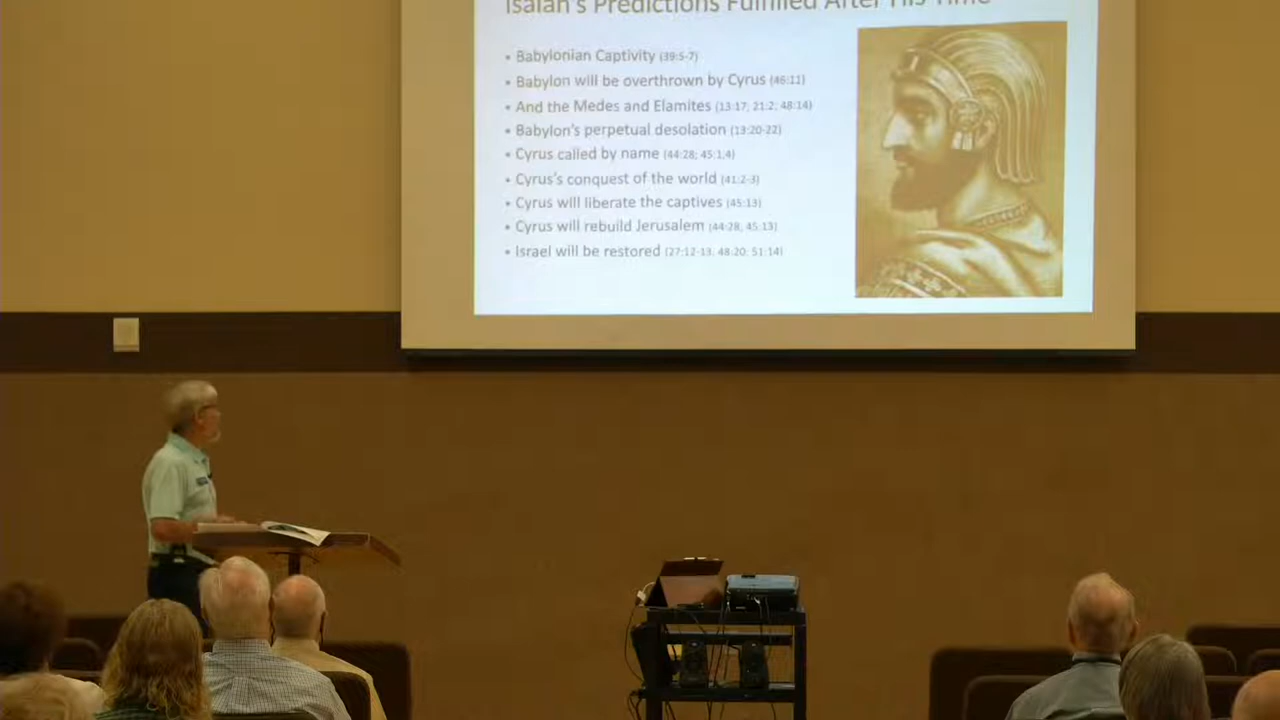 Isaiah's Predictions Fulfilled After His Time
• Babylonian Captivity (39:5-7)
• Babylon will be overthrown by Cyrus (46:11)
• And the Medes and Elamites (13:17; 21:2; 48:14)
• Babylon's perpetual desolation (13:20-22)
• Cyrus called by name (44:28; 45:1,4)
• Cyrus's conquest of the world (41:2-3)
• Cyrus will liberate the captives (45:13)
• Cyrus will rebuild Jerusalem (44:28, 45:13)
• Israel will be restored (27:12-13; 48:20; 51:14)